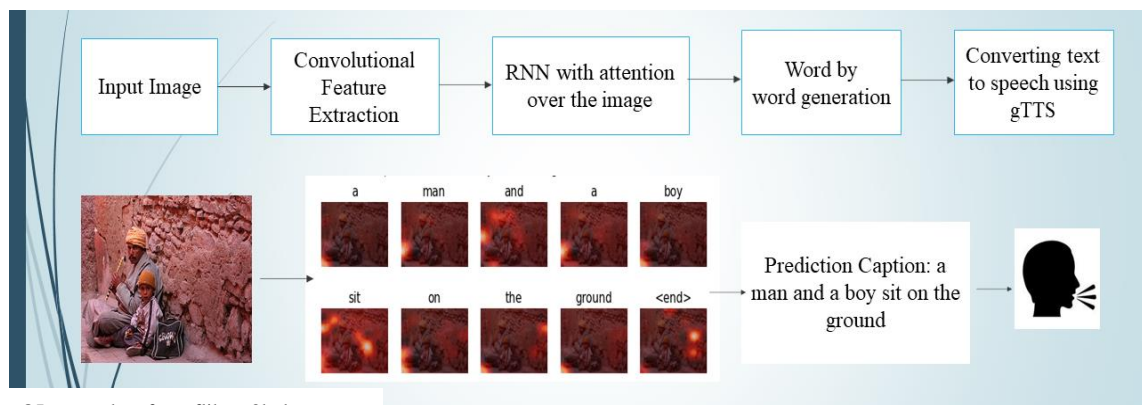 Input Image
Convolutional
Feature
Extraction
RNN with attention
over the image
Word by
word generation
Converting text
to speech using
gTTS
a man and a boy
sit on the ground <end>
Prediction Caption: a
man and a boy sit on the
ground